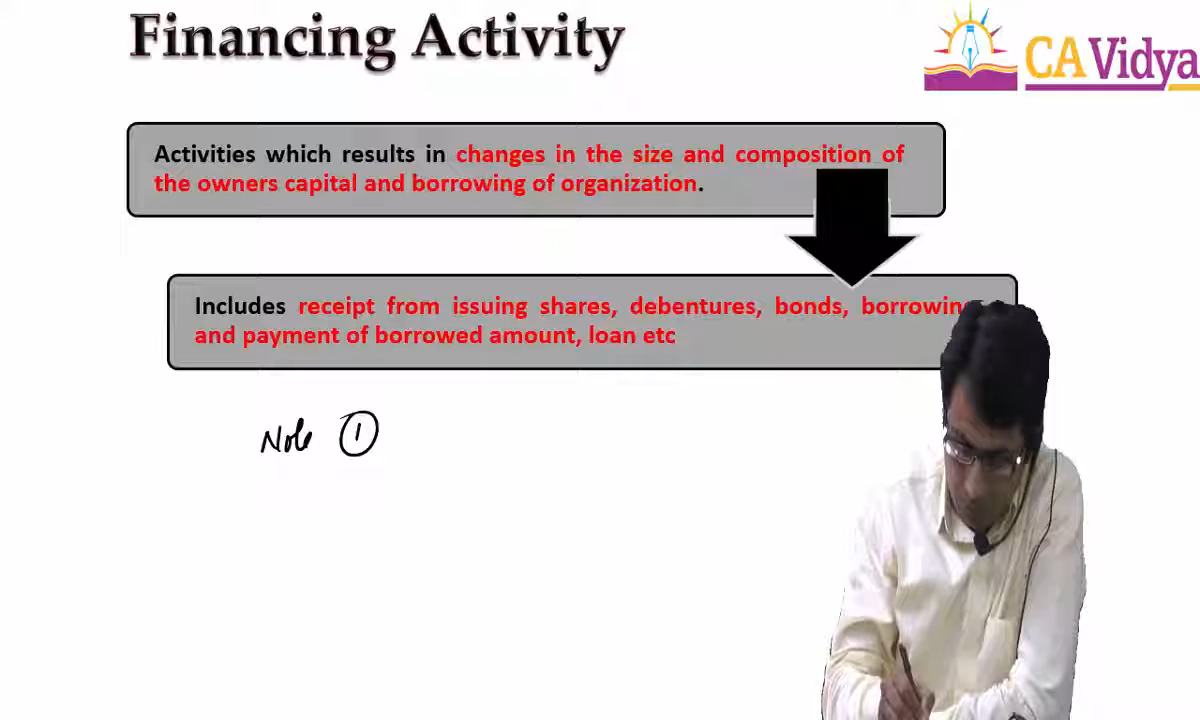 Financing Activity
CA Vidya
Activities which results in changes in the size and composition of
the owners capital and borrowing of organization.
Includes receipt from issuing shares, debentures, bonds, borrowing
and payment of borrowed amount, loan etc
Note ①